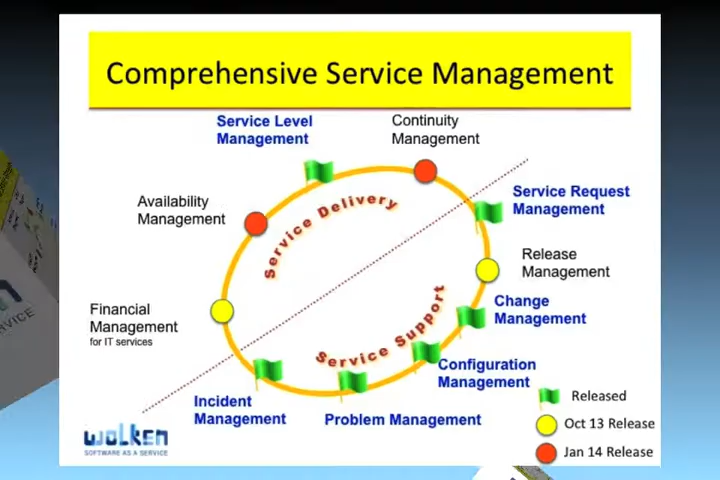 Comprehensive Service Management
Service Level
Management
Continuity
Management
Availability
Management
Service Delivery
Service Request
Management
Release
Management
Financial
Management
for IT services
Change
Management
Service Support
Configuration
Management
Incident
Management
Problem Management
Released
Oct 13 Release
Jan 14 Release
wolken
SOFTWARE AS A SERVICE